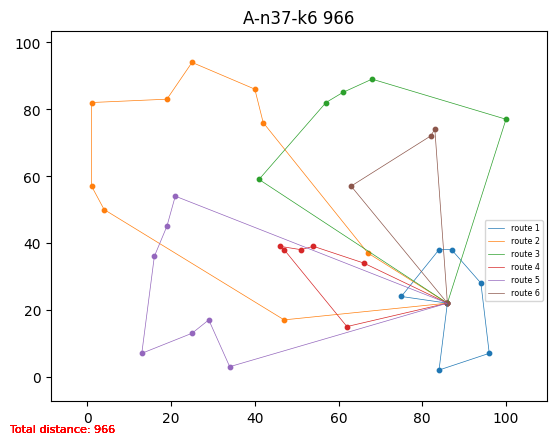 A-n37-k6 966
100
80
60
40
20
0
route 1
route 2
route 3
route 4
route 5
route 6
0 20 40 60 80 100
Total distance: 966